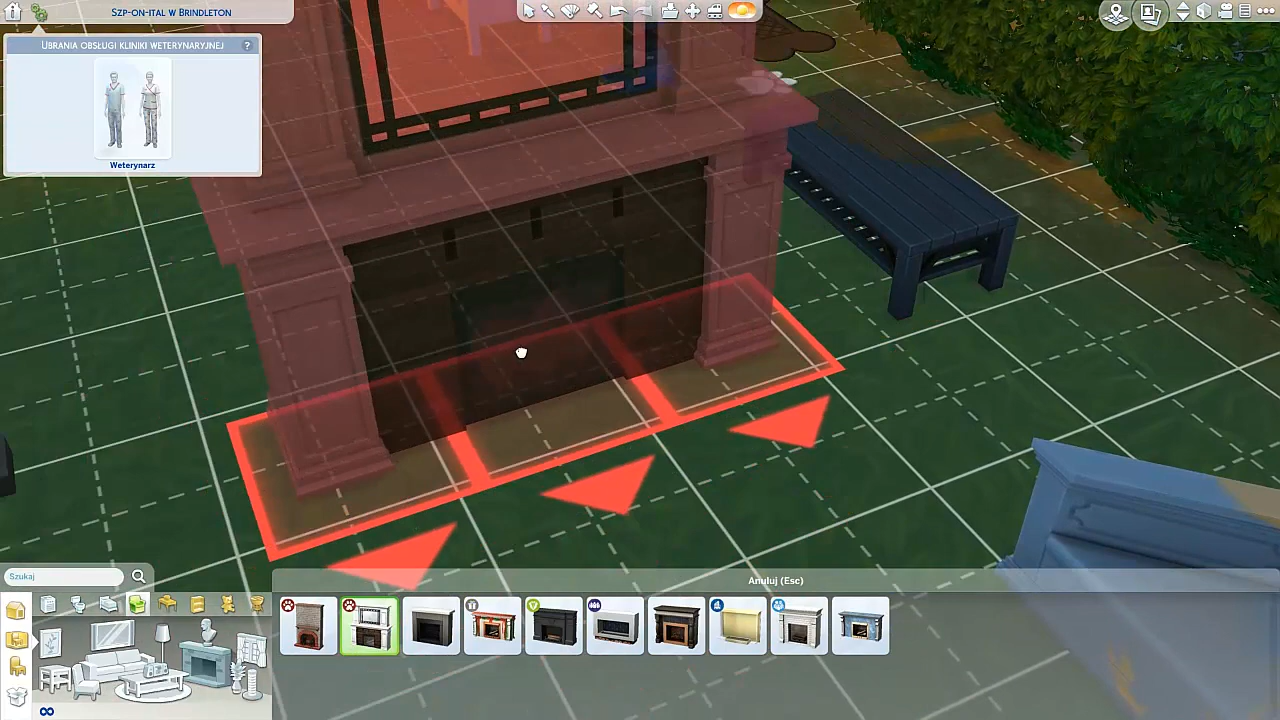 Szp-on-ital w Brindleton
Ubrania obsługi kliniki weterynaryjnej
?
Weterynarz
Szukaj
Anuluj (Esc)